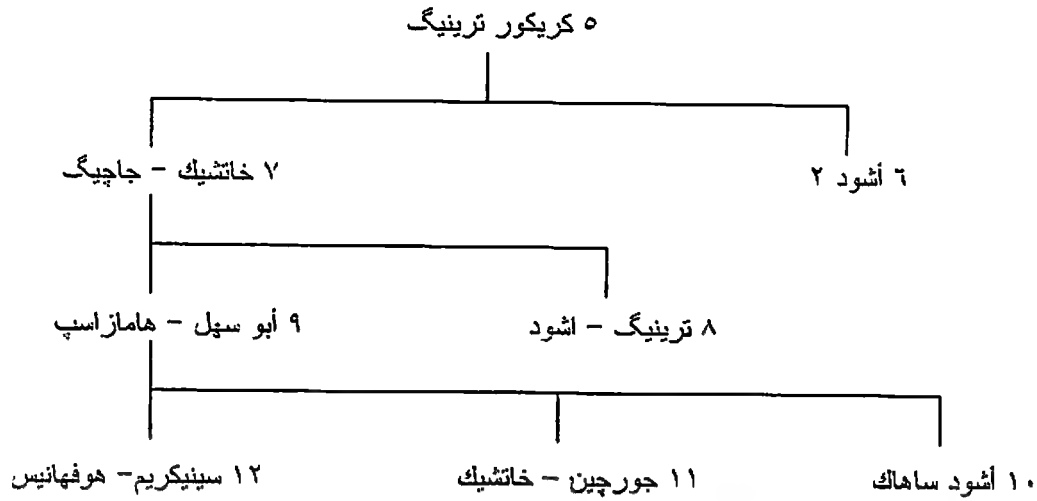 ٥ كريكور ترينيگ
٦ أشود ٢
٧ خاتشيك – جاچيگ
٨ ترينيگ – اشود
٩ أبو سهل – هامازاسپ
١٠ أشود ساهاك
١١ جورچين – خاتشيك
١٢ سينيكريم– هوفهانيس